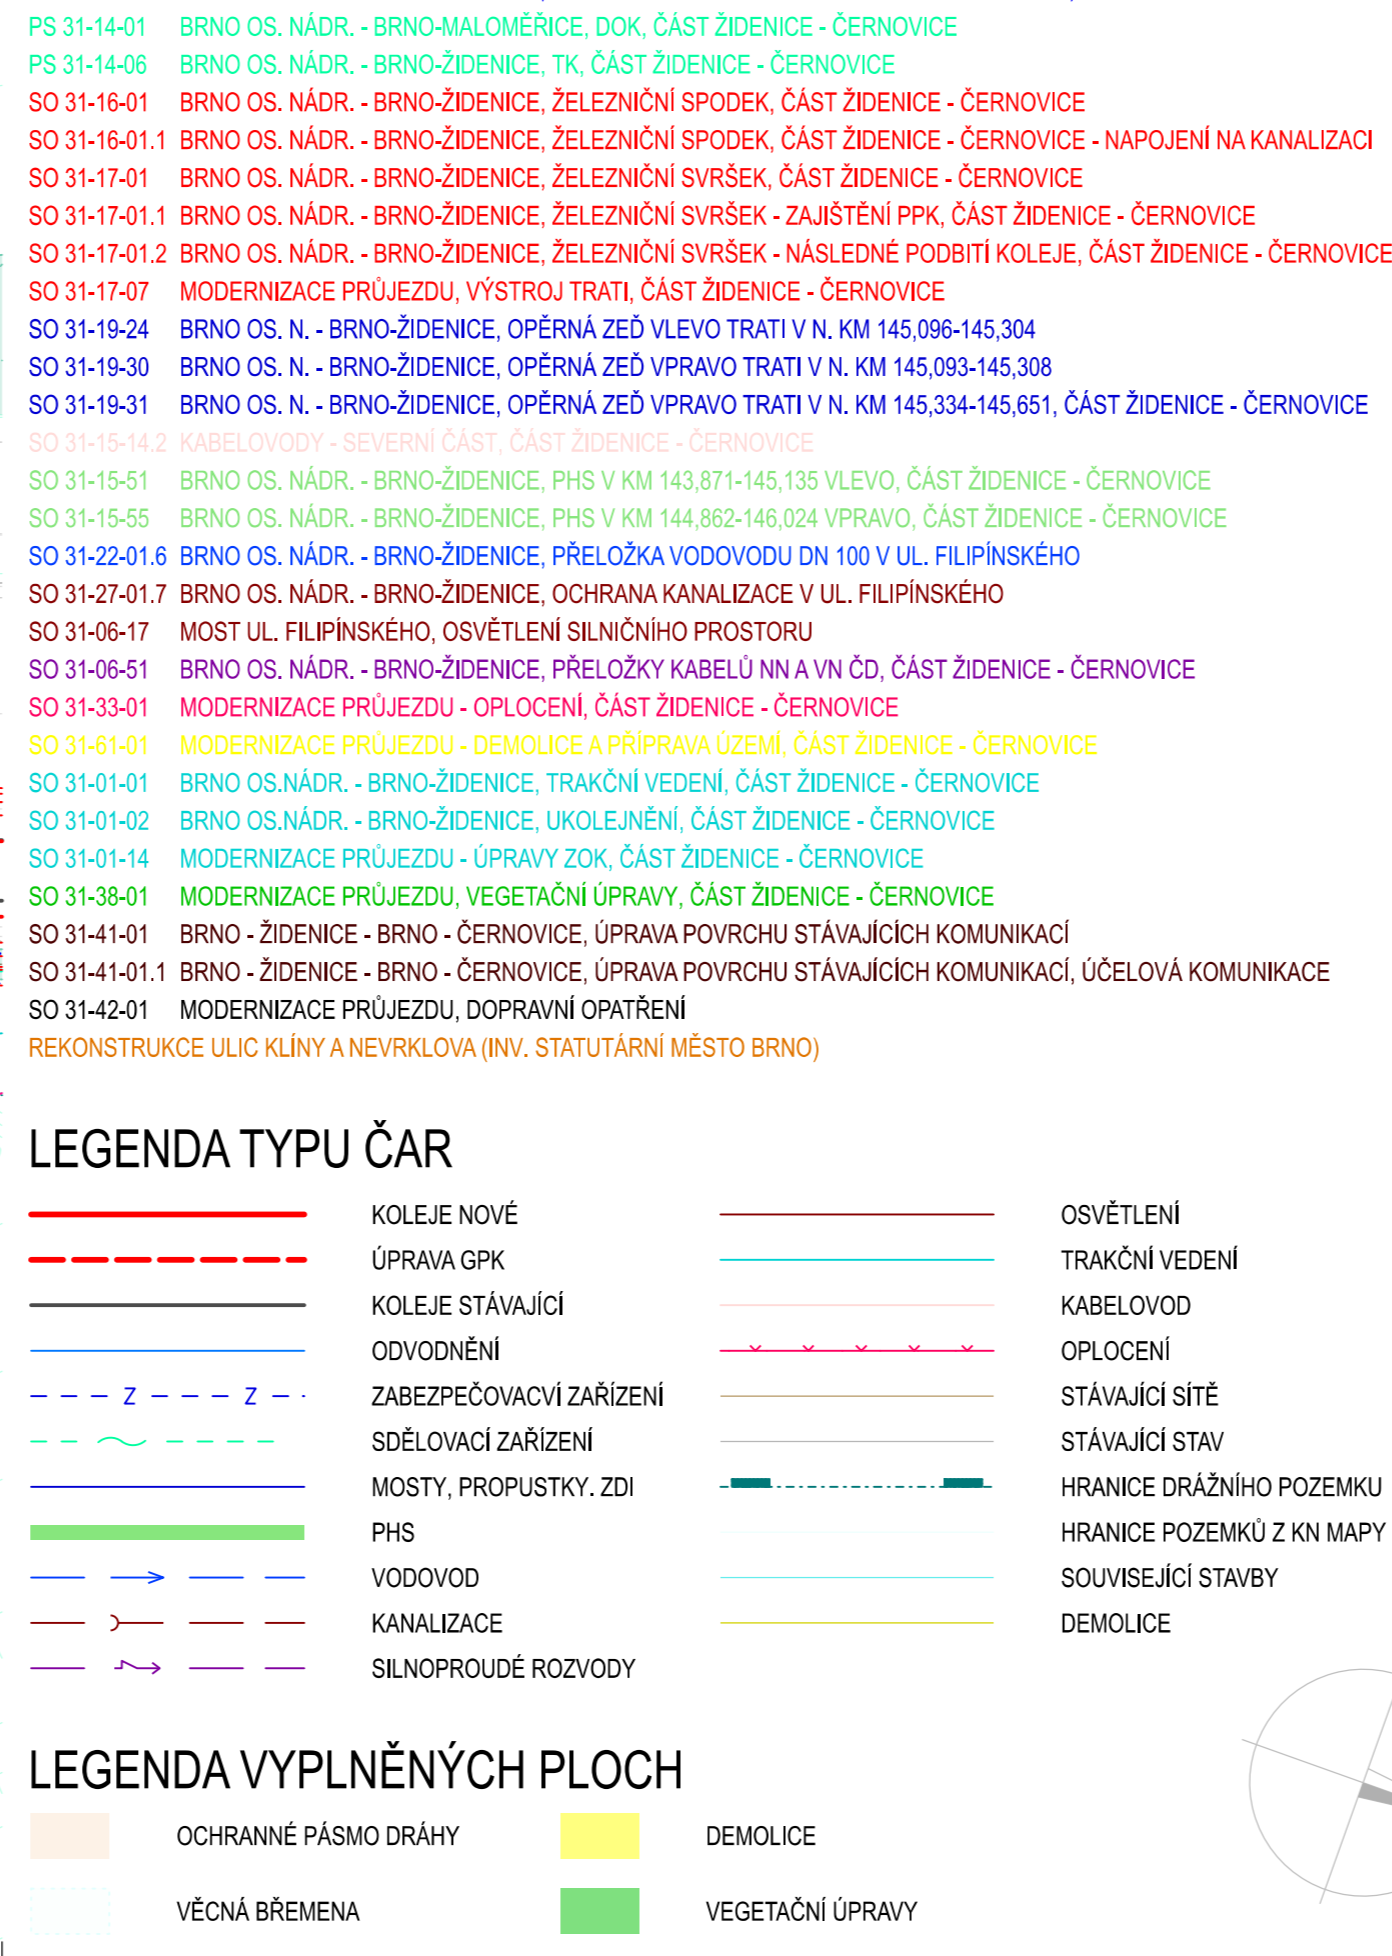 PS 31-14-01 BRNO OS. NÁDR. - BRNO-MALOMĚŘICE, DOK, ČÁST ŽIDENICE - ČERNOVICE
PS 31-14-06 BRNO OS. NÁDR. - BRNO-ŽIDENICE, TK, ČÁST ŽIDENICE - ČERNOVICE
SO 31-16-01 BRNO OS. NÁDR. - BRNO-ŽIDENICE, ŽELEZNIČNÍ SPODEK, ČÁST ŽIDENICE - ČERNOVICE
SO 31-16-01.1 BRNO OS. NÁDR. - BRNO-ŽIDENICE, ŽELEZNIČNÍ SPODEK, ČÁST ŽIDENICE - ČERNOVICE - NAPOJENÍ NA KANALIZACI
SO 31-17-01 BRNO OS. NÁDR. - BRNO-ŽIDENICE, ŽELEZNIČNÍ SVRŠEK, ČÁST ŽIDENICE - ČERNOVICE
SO 31-17-01.1 BRNO OS. NÁDR. - BRNO-ŽIDENICE, ŽELEZNIČNÍ SVRŠEK - ZAJIŠTĚNÍ PPK, ČÁST ŽIDENICE - ČERNOVICE
SO 31-17-01.2 BRNO OS. NÁDR. - BRNO-ŽIDENICE, ŽELEZNIČNÍ SVRŠEK - NÁSLEDNÉ PODBITÍ KOLEJE, ČÁST ŽIDENICE - ČERNOVICE
SO 31-17-07 MODERNIZACE PRŮJEZDU, VÝSTROJ TRATI, ČÁST ŽIDENICE - ČERNOVICE
SO 31-19-24 BRNO OS. N. - BRNO-ŽIDENICE, OPĚRNÁ ZEĎ VLEVO TRATI V N. KM 145,096-145,304
SO 31-19-30 BRNO OS. N. - BRNO-ŽIDENICE, OPĚRNÁ ZEĎ VPRAVO TRATI V N. KM 145,093-145,308
SO 31-19-31 BRNO OS. N. - BRNO-ŽIDENICE, OPĚRNÁ ZEĎ VPRAVO TRATI V N. KM 145,334-145,651, ČÁST ŽIDENICE - ČERNOVICE
SO 31-15-14.2 KABELOVODY - SEVERNÍ ČÁST, ČÁST ŽIDENICE - ČERNOVICE
SO 31-15-51 BRNO OS. NÁDR. - BRNO-ŽIDENICE, PHS V KM 143,871-145,135 VLEVO, ČÁST ŽIDENICE - ČERNOVICE
SO 31-15-55 BRNO OS. NÁDR. - BRNO-ŽIDENICE, PHS V KM 144,862-146,024 VPRAVO, ČÁST ŽIDENICE - ČERNOVICE
SO 31-22-01.6 BRNO OS. NÁDR. - BRNO-ŽIDENICE, PŘELOŽKA VODOVODU DN 100 V UL. FILIPÍNSKÉHO
SO 31-27-01.7 BRNO OS. NÁDR. - BRNO-ŽIDENICE, OCHRANA KANALIZACE V UL. FILIPÍNSKÉHO
SO 31-06-17 MOST UL. FILIPÍNSKÉHO, OSVĚTLENÍ SILNIČNÍHO PROSTORU
SO 31-06-51 BRNO OS. NÁDR. - BRNO-ŽIDENICE, PŘELOŽKY KABELŮ NN A VN ČD, ČÁST ŽIDENICE - ČERNOVICE
SO 31-33-01 MODERNIZACE PRŮJEZDU - OPLOCENÍ, ČÁST ŽIDENICE - ČERNOVICE
SO 31-61-01 MODERNIZACE PRŮJEZDU - DEMOLICE A PŘÍPRAVA ÚZEMÍ, ČÁST ŽIDENICE - ČERNOVICE
SO 31-01-01 BRNO OS.NÁDR. - BRNO-ŽIDENICE, TRAKČNÍ VEDENÍ, ČÁST ŽIDENICE - ČERNOVICE
SO 31-01-02 BRNO OS.NÁDR. - BRNO-ŽIDENICE, UKOLEJNĚNÍ, ČÁST ŽIDENICE - ČERNOVICE
SO 31-01-14 MODERNIZACE PRŮJEZDU - ÚPRAVY ZOK, ČÁST ŽIDENICE - ČERNOVICE
SO 31-38-01 MODERNIZACE PRŮJEZDU, VEGETAČNÍ ÚPRAVY, ČÁST ŽIDENICE - ČERNOVICE
SO 31-41-01 BRNO - ŽIDENICE - BRNO - ČERNOVICE, ÚPRAVA POVRCHU STÁVAJÍCÍCH KOMUNIKACÍ
SO 31-41-01.1 BRNO - ŽIDENICE - BRNO - ČERNOVICE, ÚPRAVA POVRCHU STÁVAJÍCÍCH KOMUNIKACÍ, ÚČELOVÁ KOMUNIKACE
SO 31-42-01 MODERNIZACE PRŮJEZDU, DOPRAVNÍ OPATŘENÍ
REKONSTRUKCE ULIC KLÍNY A NEVRKLOVA (INV. STATUTÁRNÍ MĚSTO BRNO)
LEGENDA TYPU ČAR
KOLEJE NOVÉ
ÚPRAVA GPK
KOLEJE STÁVAJÍCÍ
ODVODNĚNÍ
Z Z ZABEZPEČOVACVÍ ZAŘÍZENÍ
SDĚLOVACÍ ZAŘÍZENÍ
MOSTY, PROPUSTKY. ZDI
PHS
VODOVOD
KANALIZACE
SILNOPROUDÉ ROZVODY
OSVĚTLENÍ
TRAKČNÍ VEDENÍ
KABELOVOD
OPLOCENÍ
STÁVAJÍCÍ SÍTĚ
STÁVAJÍCÍ STAV
HRANICE DRÁŽNÍHO POZEMKU
HRANICE POZEMKŮ Z KN MAPY
SOUVISEJÍCÍ STAVBY
DEMOLICE
LEGENDA VYPLNĚNÝCH PLOCH
OCHRANNÉ PÁSMO DRÁHY
VĚCNÁ BŘEMENA
DEMOLICE
VEGETAČNÍ ÚPRAVY